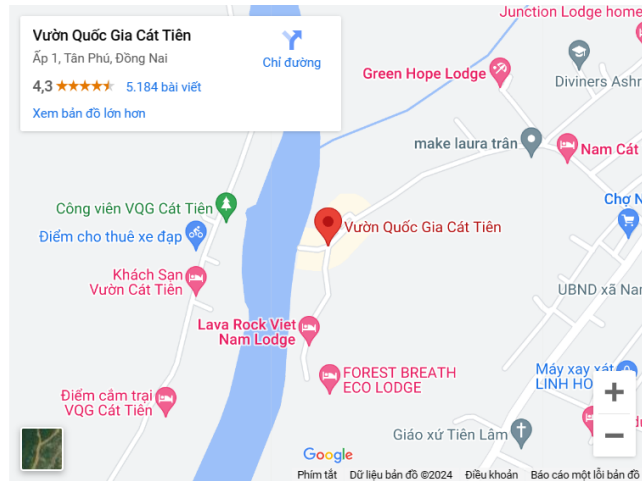 Vườn Quốc Gia Cát Tiên
Ấp 1, Tân Phú, Đồng Nai
4,3
5.184 bài viết
Xem bản đồ lớn hơn
Chỉ đường
Junction Lodge home
Green Hope Lodge
Diviners Ashr
make laura trân
Nam Cát
Công viên VQG Cát Tiên
Điểm cho thuê xe đạp
Vườn Quốc Gia Cát Tiên
Chợ N
Khách Sạn
Vườn Cát Tiên
UBND xã Nam
Lava Rock Viet
Nam Lodge
FOREST BREATH
ECO LODGE
Máy xay xát
LINH HO
Điểm cắm trại
VQG Cát Tiên
Giáo xứ Tiên Lâm
Google
Phím tắt
Dữ liệu bản đồ ©2024
Điều khoản
Báo cáo một lỗi bản đồ